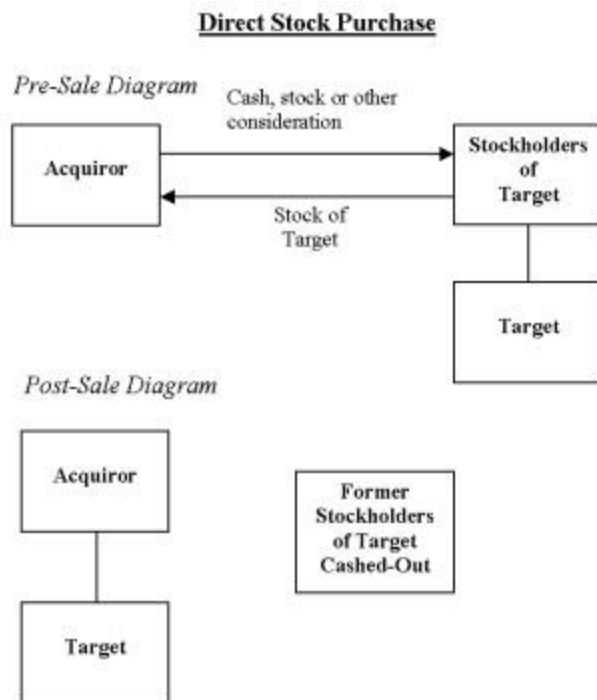 Direct Stock Purchase
Pre-Sale Diagram
Cash, stock or other
consideration
Acquiror
Stockholders
of
Target
Stock of
Target
Target
Post-Sale Diagram
Acquiror
Former
Stockholders
of Target
Cashed-Out
Target